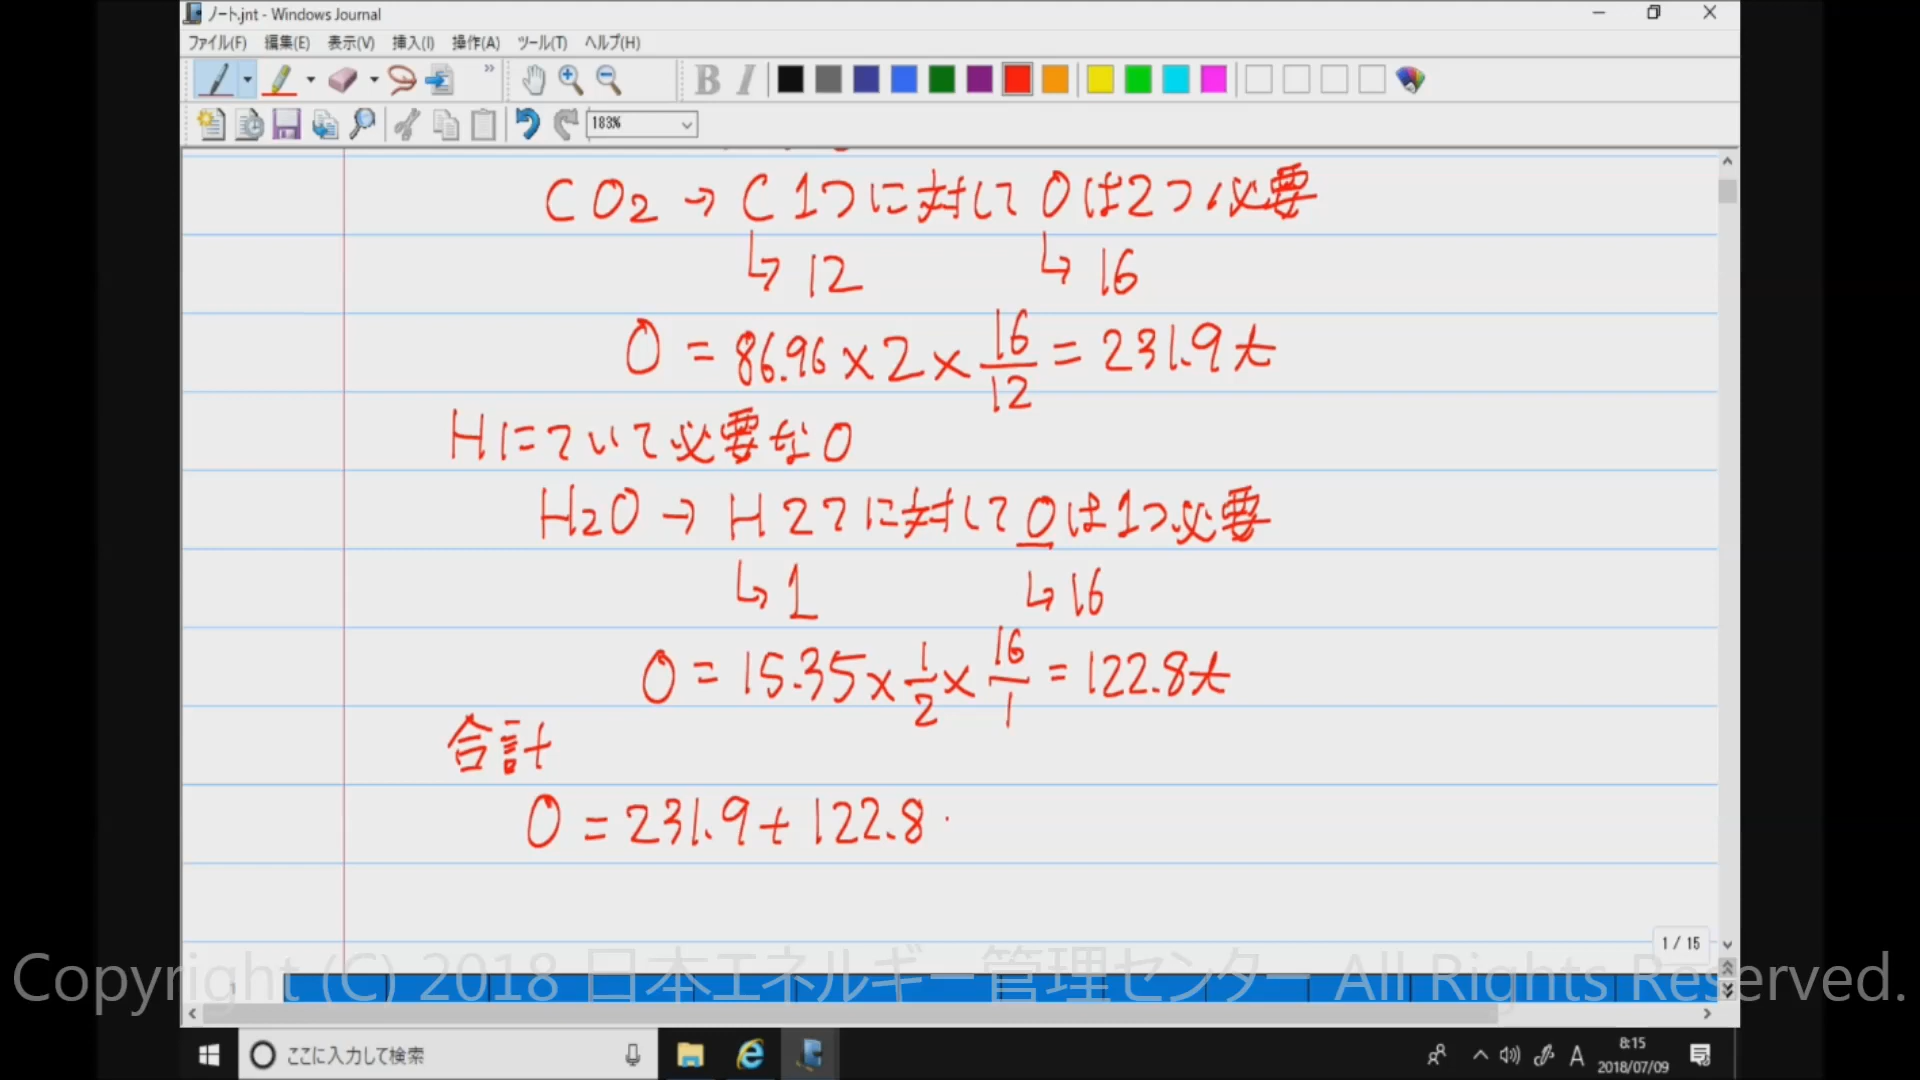 ノート.jnt - Windows Journal
ファイル(F) 編集(E) 表示(V) 挿入(I) 操作(A) ツール(T) ヘルプ(H)
B I
183%
CO2 → C 1つに対してOは2つ必要
↳ 12 ↳ 16
O = 86.96 × 2 × 16/12 = 231.9t
Hについて必要なO
H2O → H 2つに対してOは1つ必要
↳ 1 ↳ 16
O = 15.35 × 1/2 × 16/1 = 122.8t
合計
O = 231.9 + 122.8
1 / 15
Copyright (C) 2018 日本エネルギー管理センター All Rights Reserved.
ここに入力して検索
A
8:15
2018/07/09